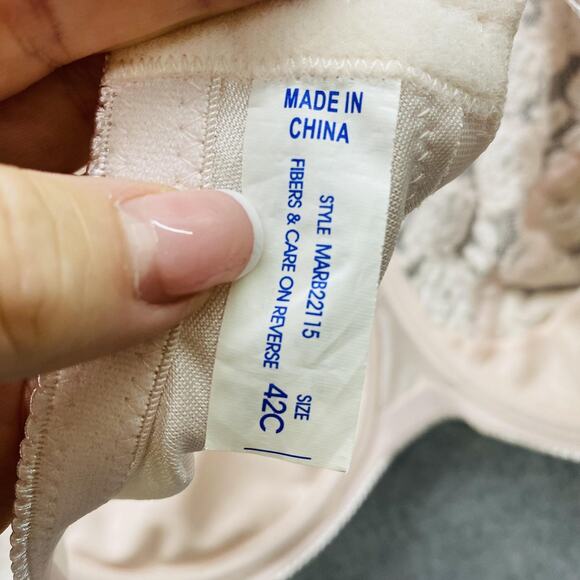 MADE IN
CHINA
STYLE MARB22115
FIBERS & CARE ON REVERSE
SIZE
42C